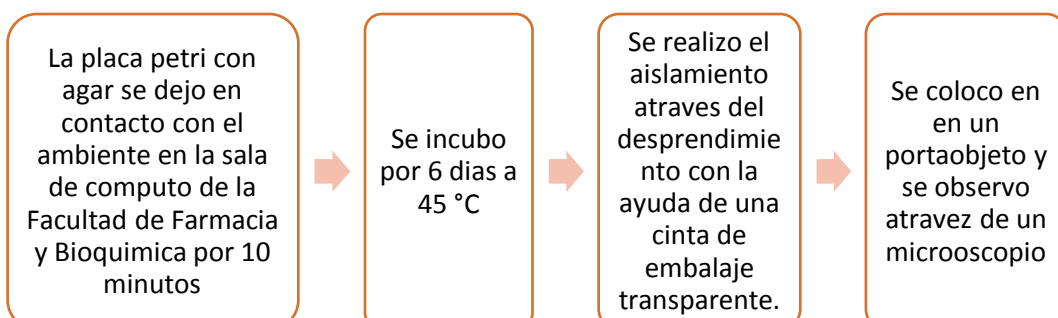 La placa petri con
agar se dejo en
contacto con el
ambiente en la sala
de computo de la
Facultad de Farmacia
y Bioquimica por 10
minutos
Se incubo
por 6 dias a
45 °C
Se realizo el
aislamiento
atraves del
desprendimie
nto con la
ayuda de una
cinta de
embalaje
transparente.
Se coloco en
en un
portaobjeto y
se observo
atravez de un
microoscopio